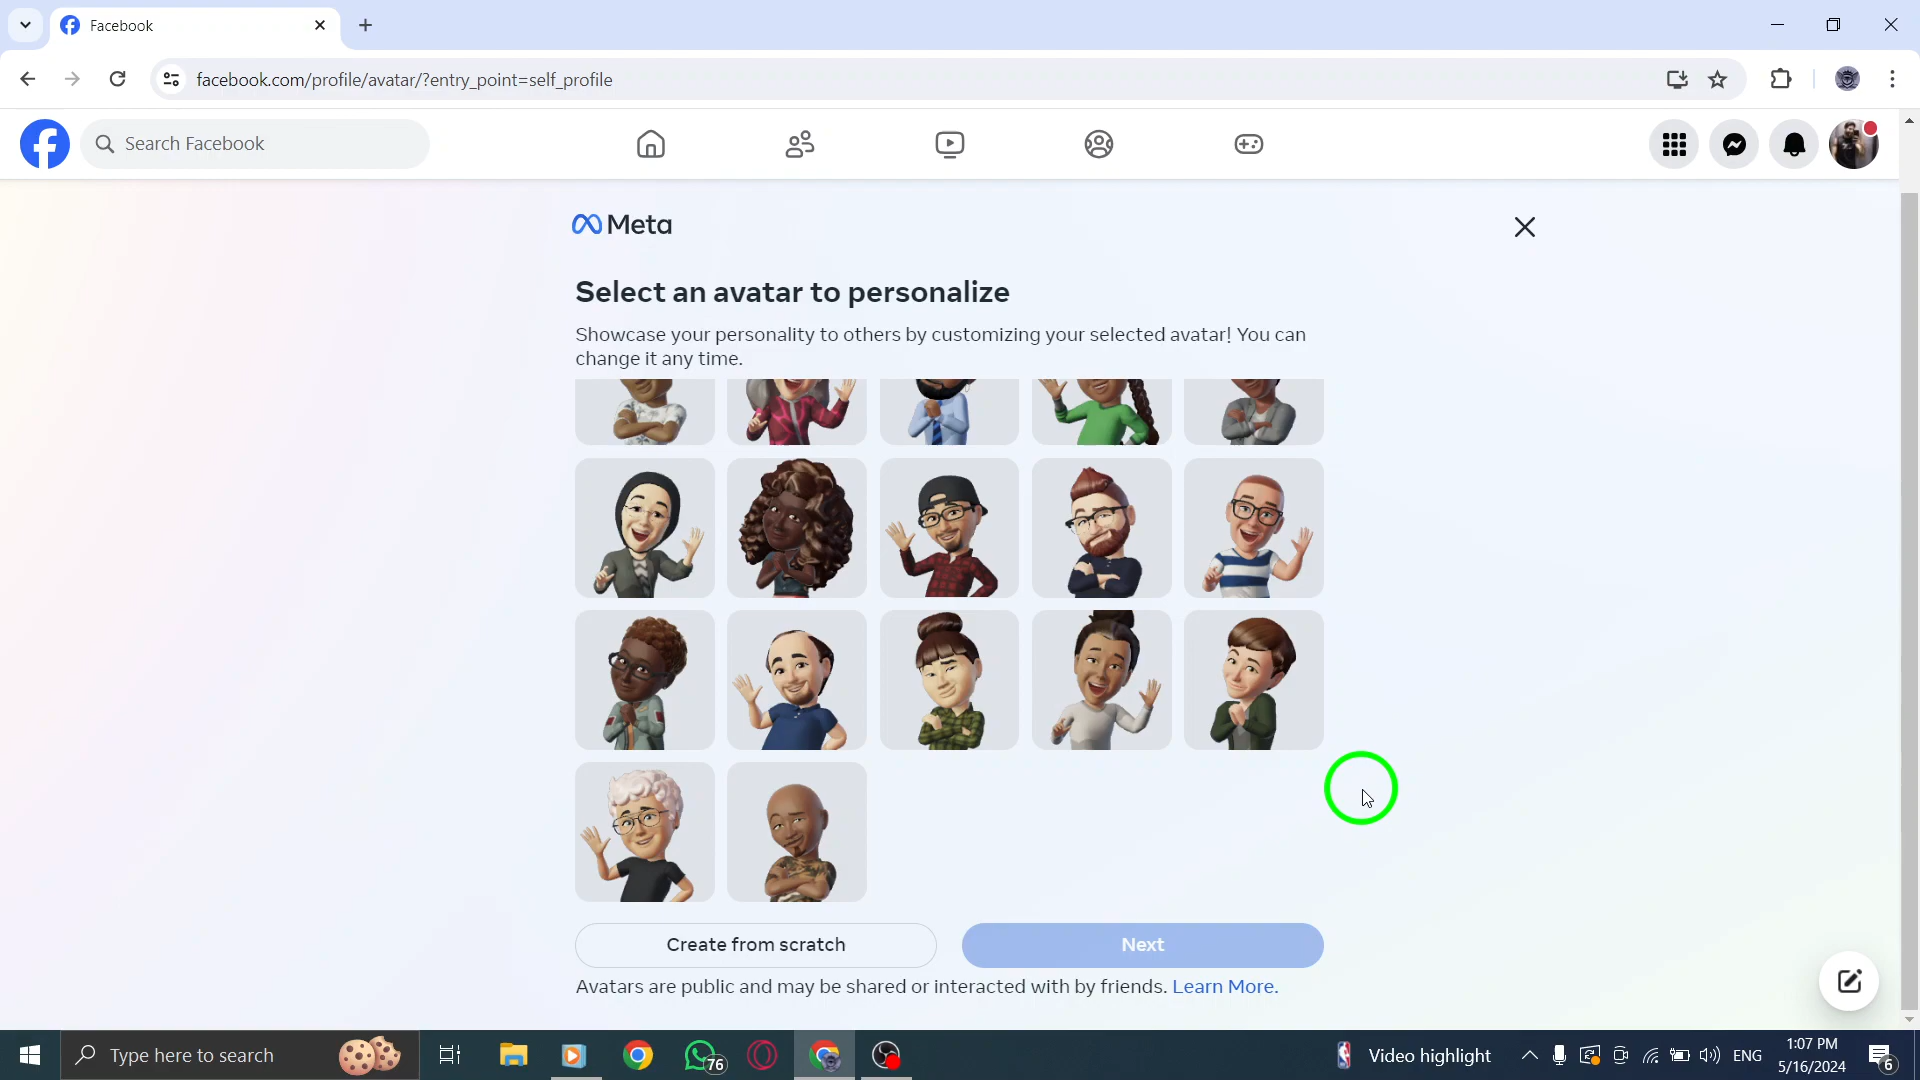 Facebook
facebook.com/profile/avatar/?entry_point=self_profile
Search Facebook
Meta
Select an avatar to personalize
Showcase your personality to others by customizing your selected avatar! You can
change it any time.
Create from scratch
Next
Avatars are public and may be shared or interacted with by friends. Learn More.
Type here to search
76
Video highlight
ENG
1:07 PM
5/16/2024
6